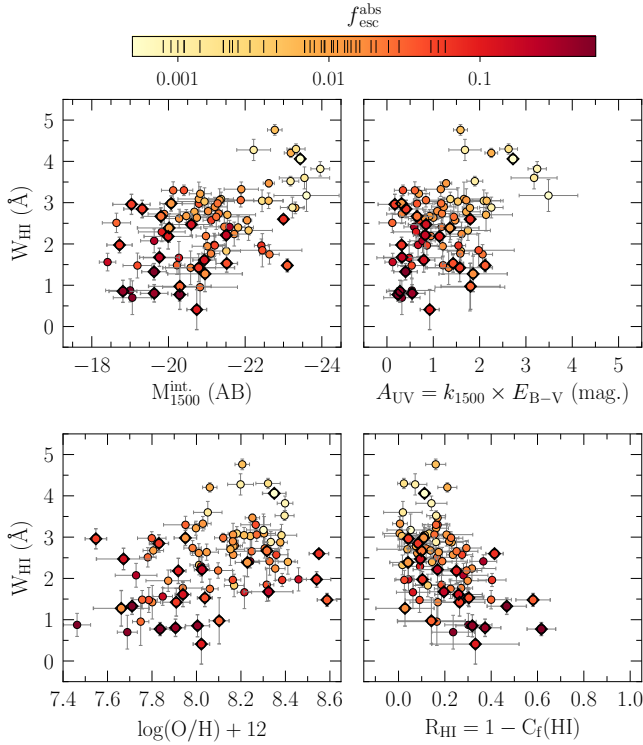 f_esc^abs
0.001 0.01 0.1
W_HI (Å)
5
4
3
2
1
0
−18 −20 −22 −24
M_1500^int. (AB)
0 1 2 3 4 5
A_UV = k_1500 × E_B−V (mag.)
W_HI (Å)
5
4
3
2
1
0
7.4 7.6 7.8 8.0 8.2 8.4 8.6
log(O/H) + 12
0.0 0.2 0.4 0.6 0.8 1.0
R_HI = 1 − C_f(HI)